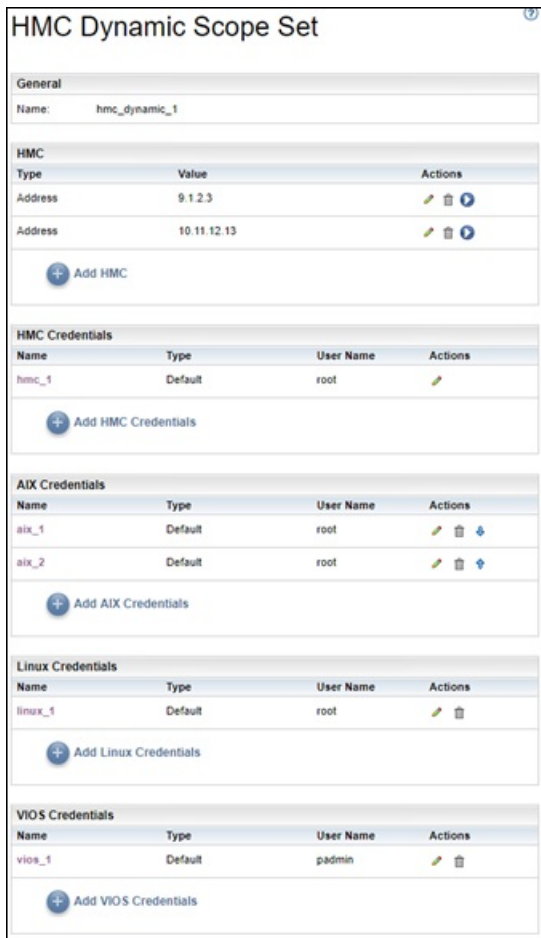 HMC Dynamic Scope Set
?
General
Name: hmc_dynamic_1
HMC
Type Value Actions
Address 9.1.2.3
Address 10.11.12.13
Add HMC
HMC Credentials
Name Type User Name Actions
hmc_1 Default root
Add HMC Credentials
AIX Credentials
Name Type User Name Actions
aix_1 Default root
aix_2 Default root
Add AIX Credentials
Linux Credentials
Name Type User Name Actions
linux_1 Default root
Add Linux Credentials
VIOS Credentials
Name Type User Name Actions
vios_1 Default padmin
Add VIOS Credentials